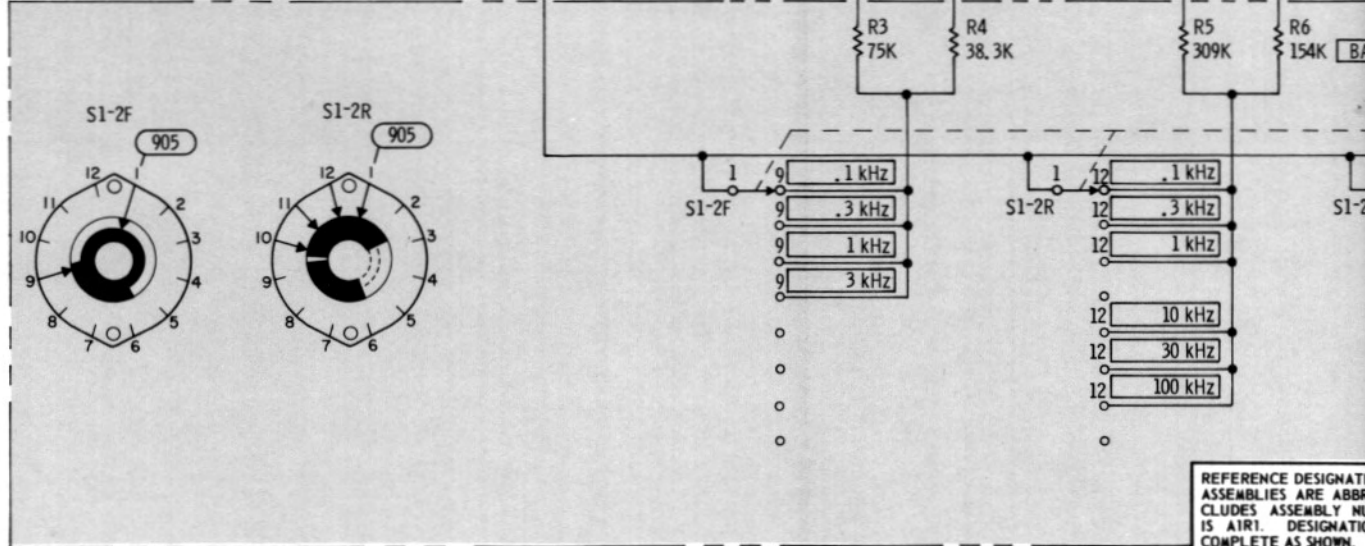 R3
75K
R4
38.3K
R5
309K
R6
154K
S1-2F
905
12
1
2
3
4
5
6
7
8
9
10
11
S1-2R
905
12
1
2
3
4
5
6
7
8
9
10
11
S1-2F
1
9 .1 kHz
9 .3 kHz
9 1 kHz
9 3 kHz
S1-2R
1
12 .1 kHz
12 .3 kHz
12 1 kHz
12 10 kHz
12 30 kHz
12 100 kHz
REFERENCE DESIGNATI
ASSEMBLIES ARE ABBR
CLUDES ASSEMBLY NU
IS A1R1. DESIGNATIO
COMPLETE AS SHOWN.